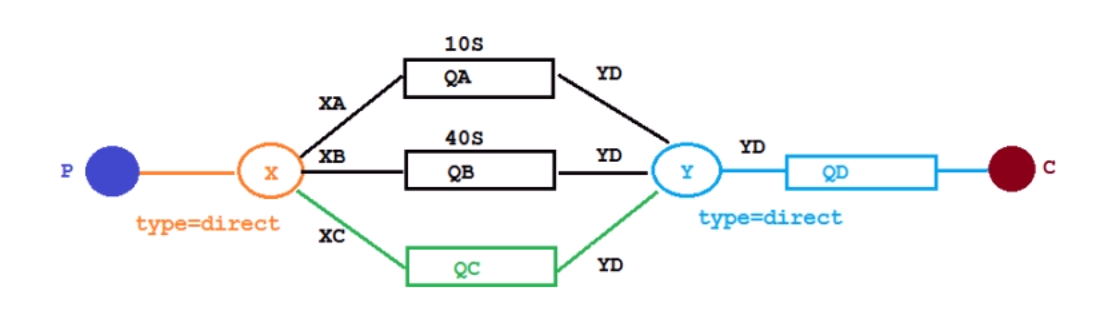 10S
QA
YD
XA
40S
XB
QB
YD
YD
P
X
Y
QD
C
type=direct
type=direct
XC
QC
YD